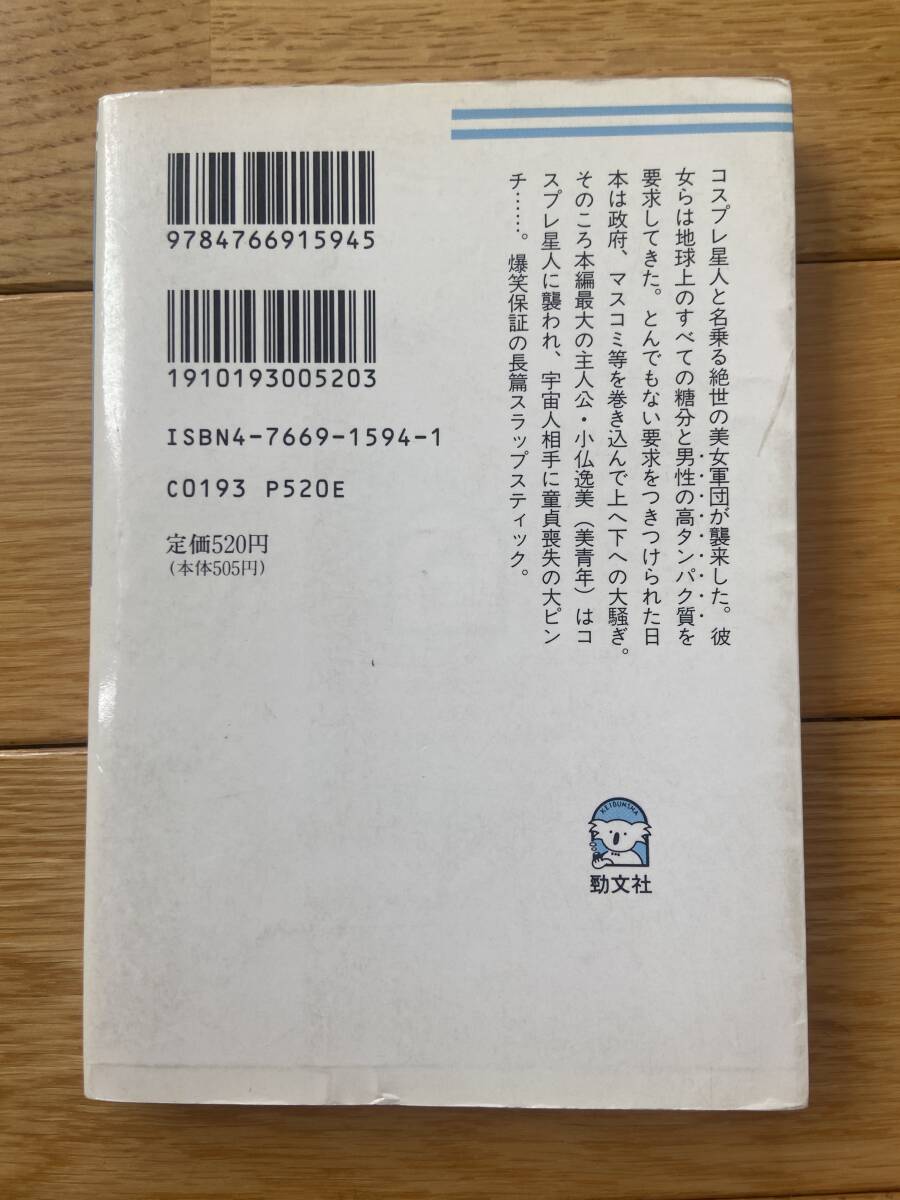 コスプレ星人と名乗る絶世の美女軍団が襲来した。彼
女らは地球上のすべての糖分と男性の高タンパク質を
要求してきた。とんでもない要求をつきつけられた日
本は政府、マスコミ等を巻き込んで上へ下への大騒ぎ。
そのころ本編最大の主人公・小仏逸美（美青年）はコ
スプレ星人に襲われ、宇宙人相手に童貞喪失の大ピン
チ……。爆笑保証の長篇スラップスティック。
9784766915945
1910193005203
ISBN4-7669-1594-1
C0193 P520E
定価520円
（本体505円）
KEIBUNSHA
勁文社